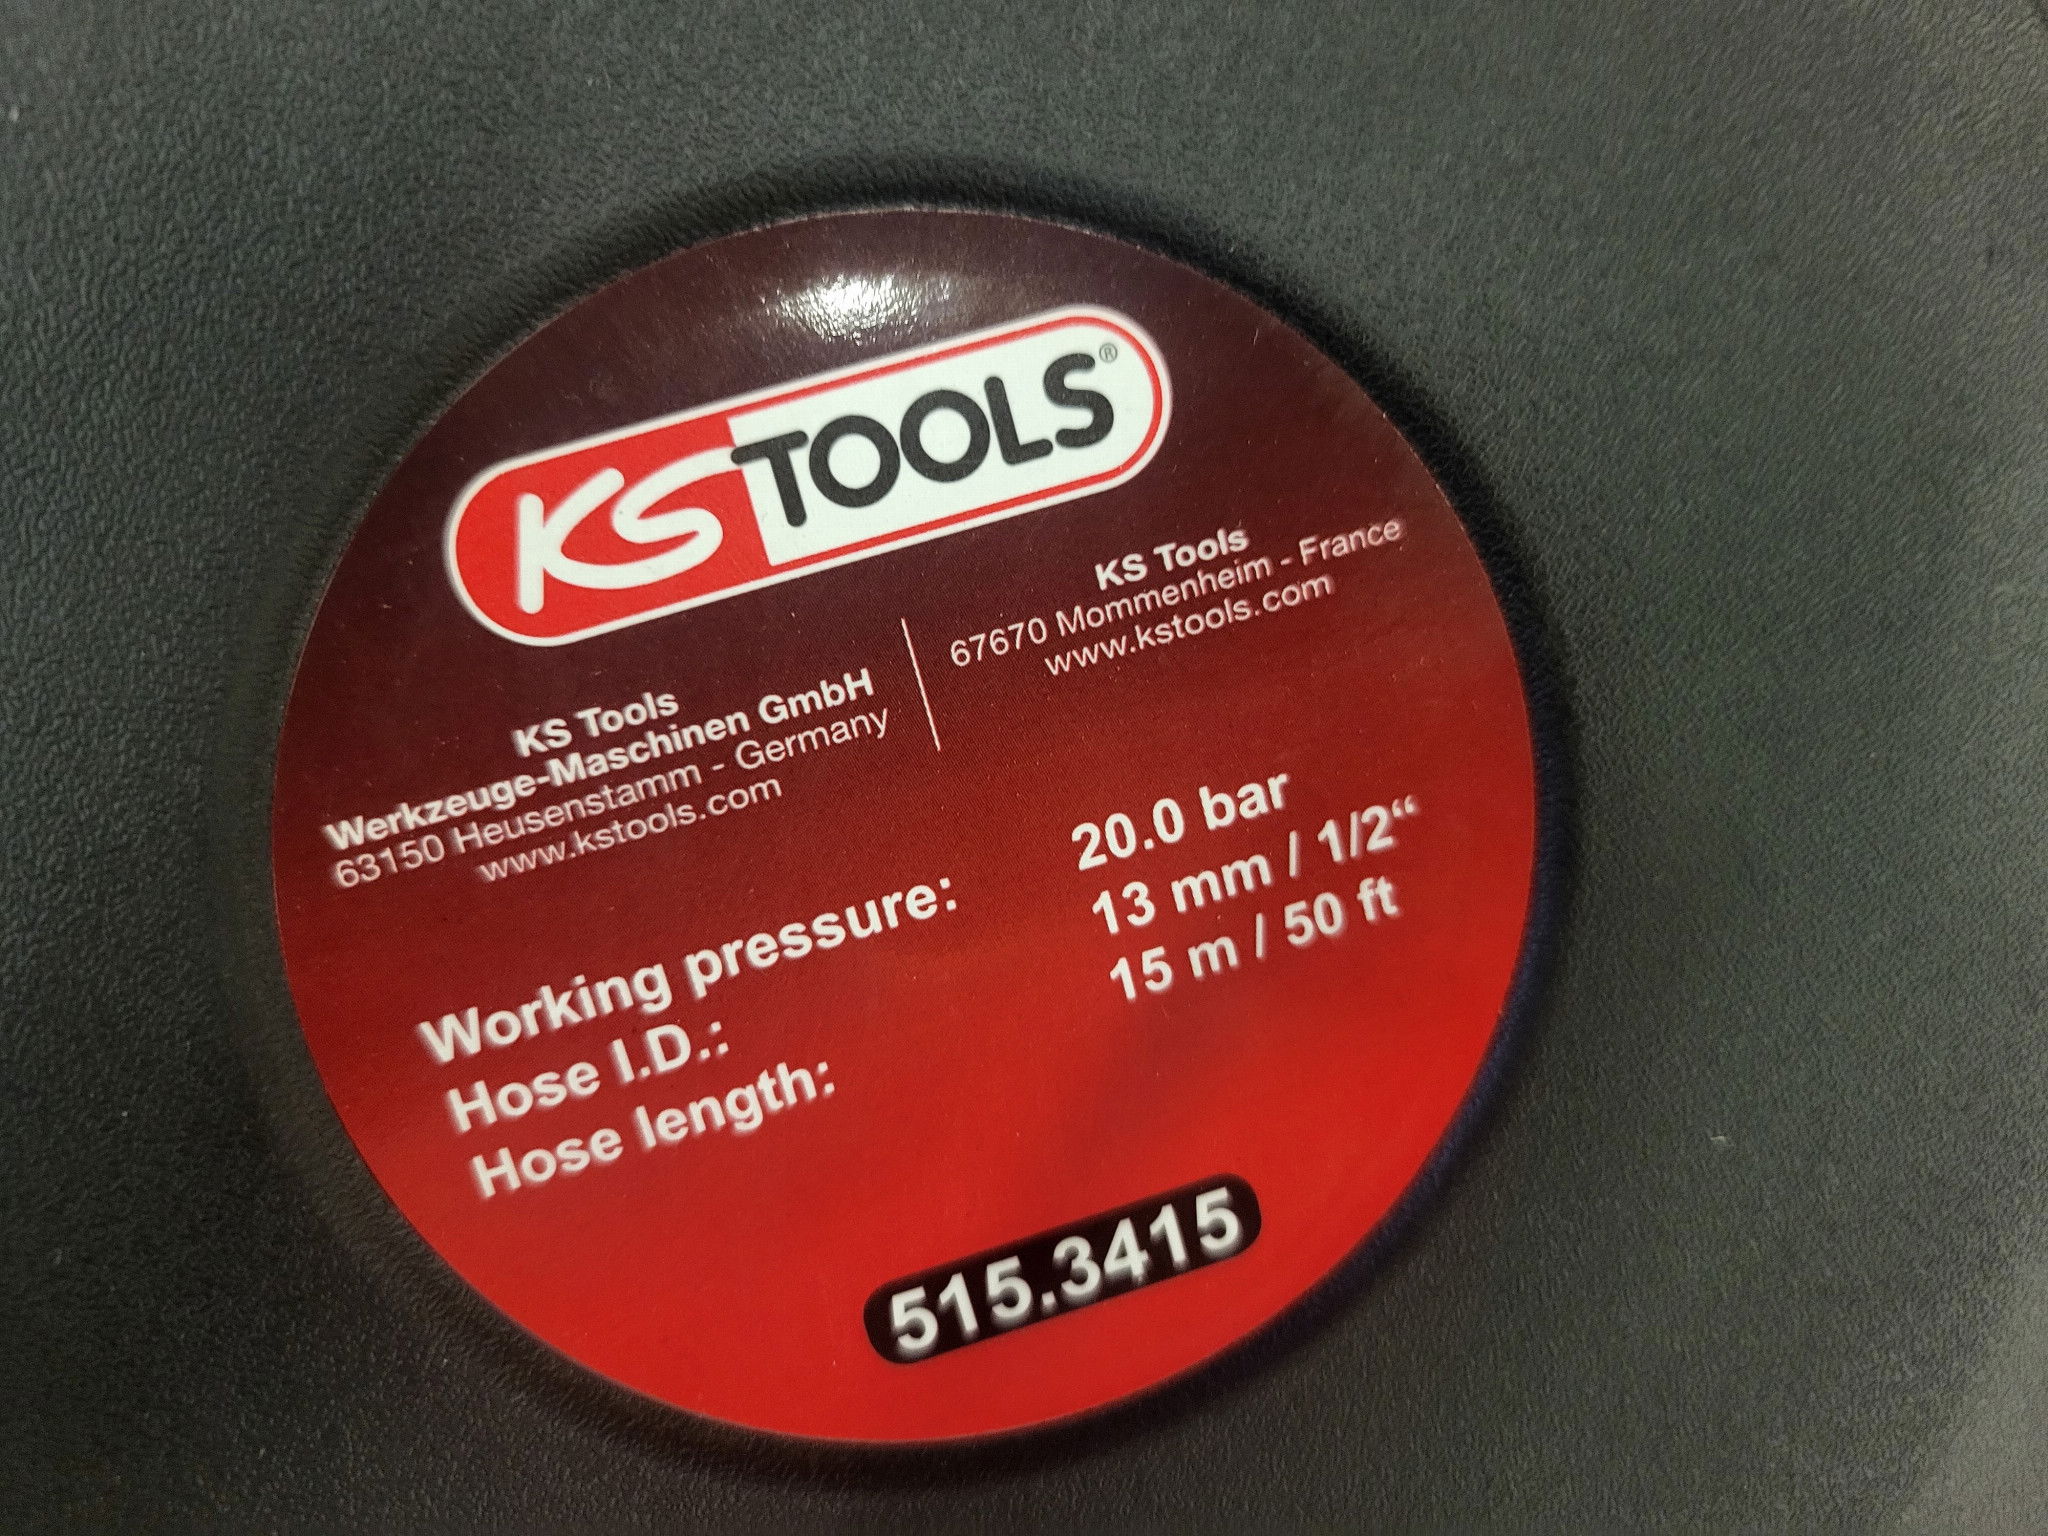 KS TOOLS®
KS Tools
Werkzeuge-Maschinen GmbH
63150 Heusenstamm - Germany
www.kstools.com
KS Tools
67670 Mommenheim - France
www.kstools.com
Working pressure: 20.0 bar
Hose I.D.: 13 mm / 1/2“
Hose length: 15 m / 50 ft
515.3415